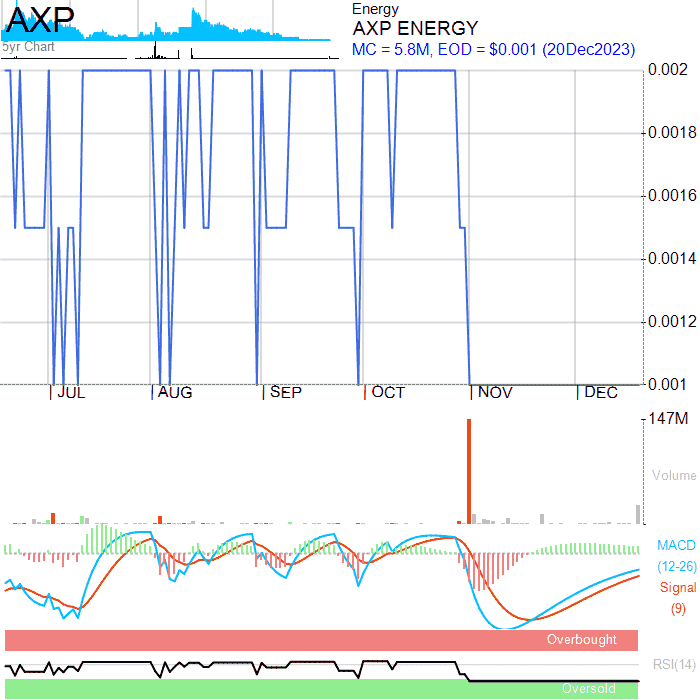 AXP
5yr Chart
Energy
AXP ENERGY
MC = 5.8M, EOD = $0.001 (20Dec2023)
0.002
0.0018
0.0016
0.0014
0.0012
0.001
JUL AUG SEP OCT NOV DEC
147M
Volume
MACD
(12-26)
Signal
(9)
Overbought
RSI(14)
Oversold